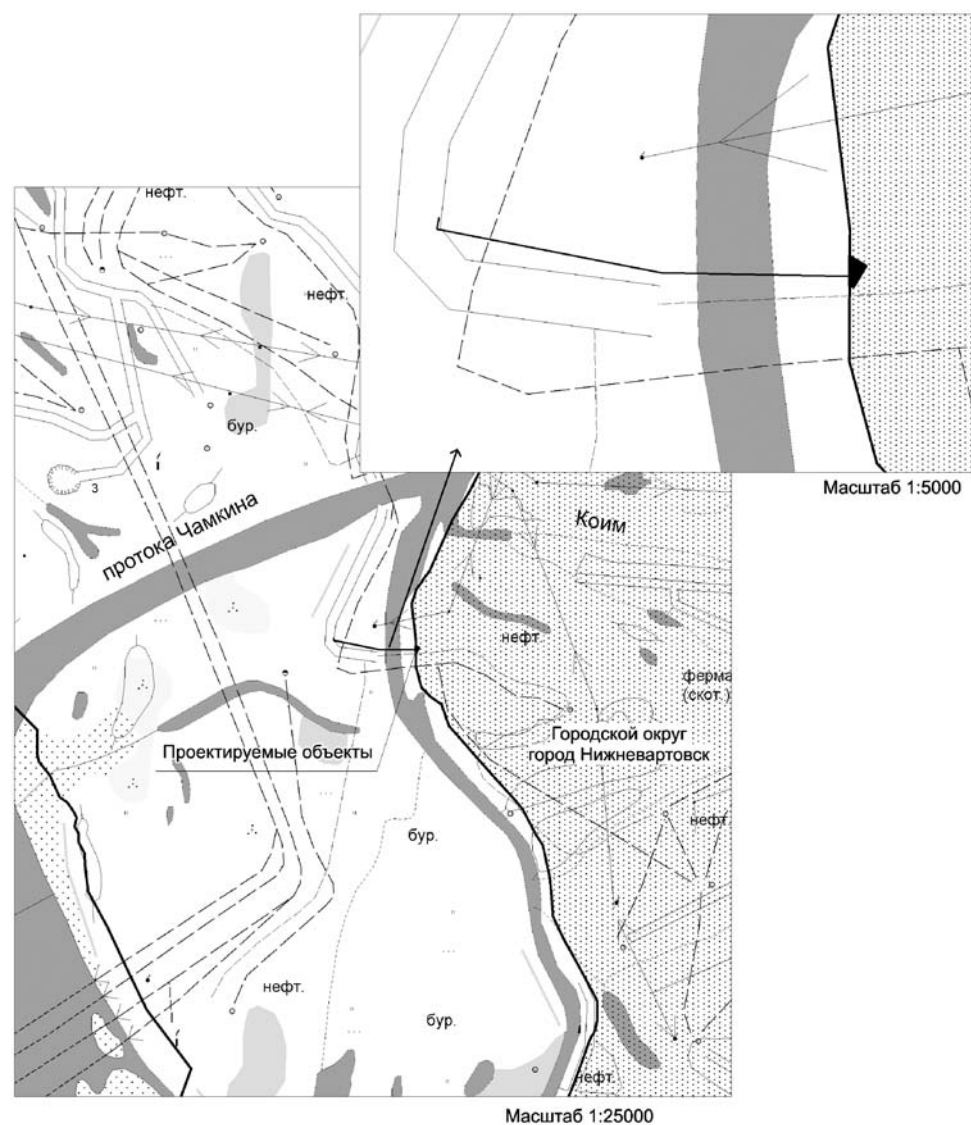 нефт.
нефт.
бур.
3
протока Чамкина
Масштаб 1:5000
Коим
нефт.
ферма
(скот.)
Городской округ
город Нижневартовск
Проектируемые объекты
нефт.
бур.
нефт.
бур.
нефт.
Масштаб 1:25000